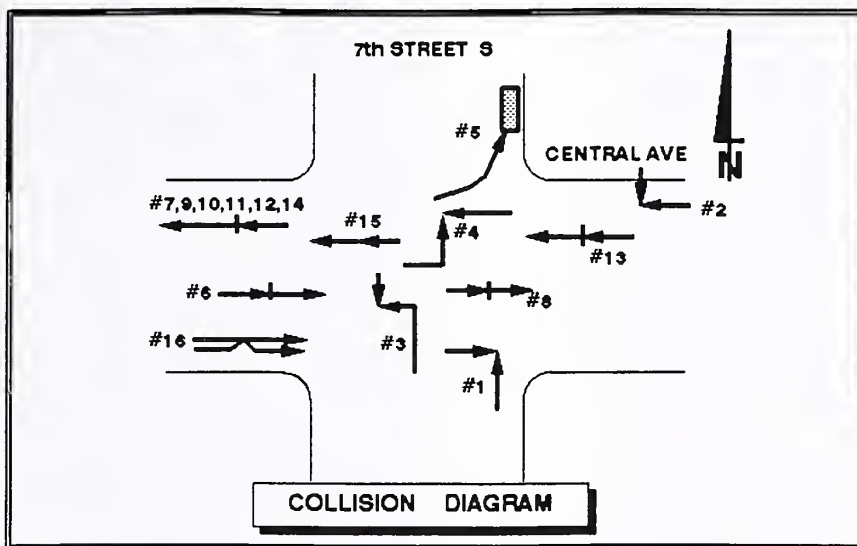 7th STREET S
#5
CENTRAL AVE
N
#7,9,10,11,12,14
#15
#4
#2
#13
#6
#8
#16
#3
#1
COLLISION DIAGRAM